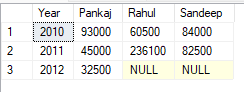 Year Pankaj Rahul Sandeep
1 2010 93000 60500 84000
2 2011 45000 236100 82500
3 2012 32500 NULL NULL